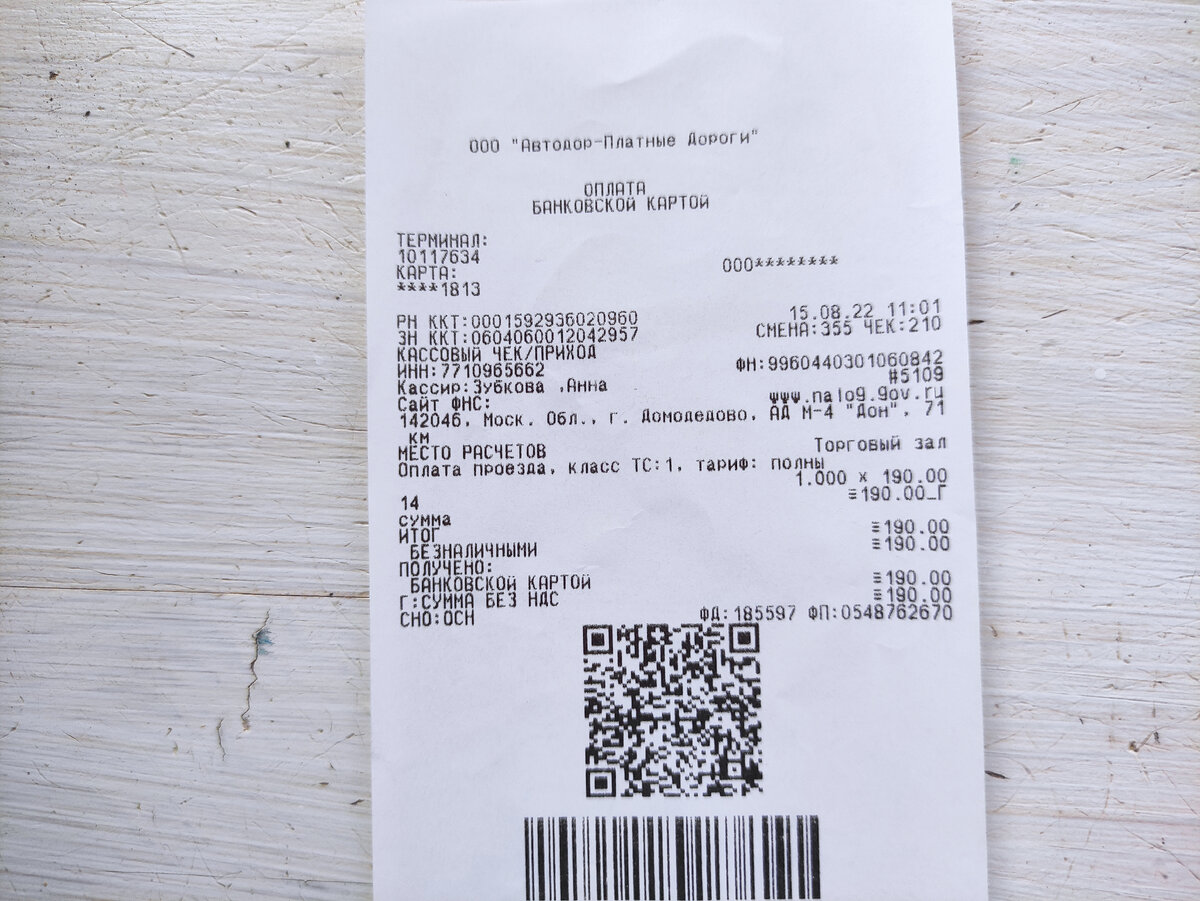 ООО "Автодор-Платные Дороги"
ОПЛАТА
БАНКОВСКОЙ КАРТОЙ
ТЕРМИНАЛ:
10117634 ООО********
КАРТА:
****1813
РН ККТ:0001592936020960 15.08.22 11:01
ЗН ККТ:0604060012042957 СМЕНА:355 ЧЕК:210
КАССОВЫЙ ЧЕК/ПРИХОД
ИНН:7710965662 ФН:9960440301060842
Кассир:Зубкова ,Анна #5109
Сайт ФНС: www.nalog.gov.ru
142046, Моск. Обл., г. Домодедово, АД М-4 "Дон", 71
км
МЕСТО РАСЧЕТОВ Торговый зал
Оплата проезда, класс ТС:1, тариф: полны
1.000 x 190.00
14 ≡190.00_Г
сумма
ИТОГ ≡190.00
БЕЗНАЛИЧНЫМИ ≡190.00
ПОЛУЧЕНО:
БАНКОВСКОЙ КАРТОЙ ≡190.00
Г:СУММА БЕЗ НДС ≡190.00
СНО:ОСН ФД:185597 ФП:0548762670